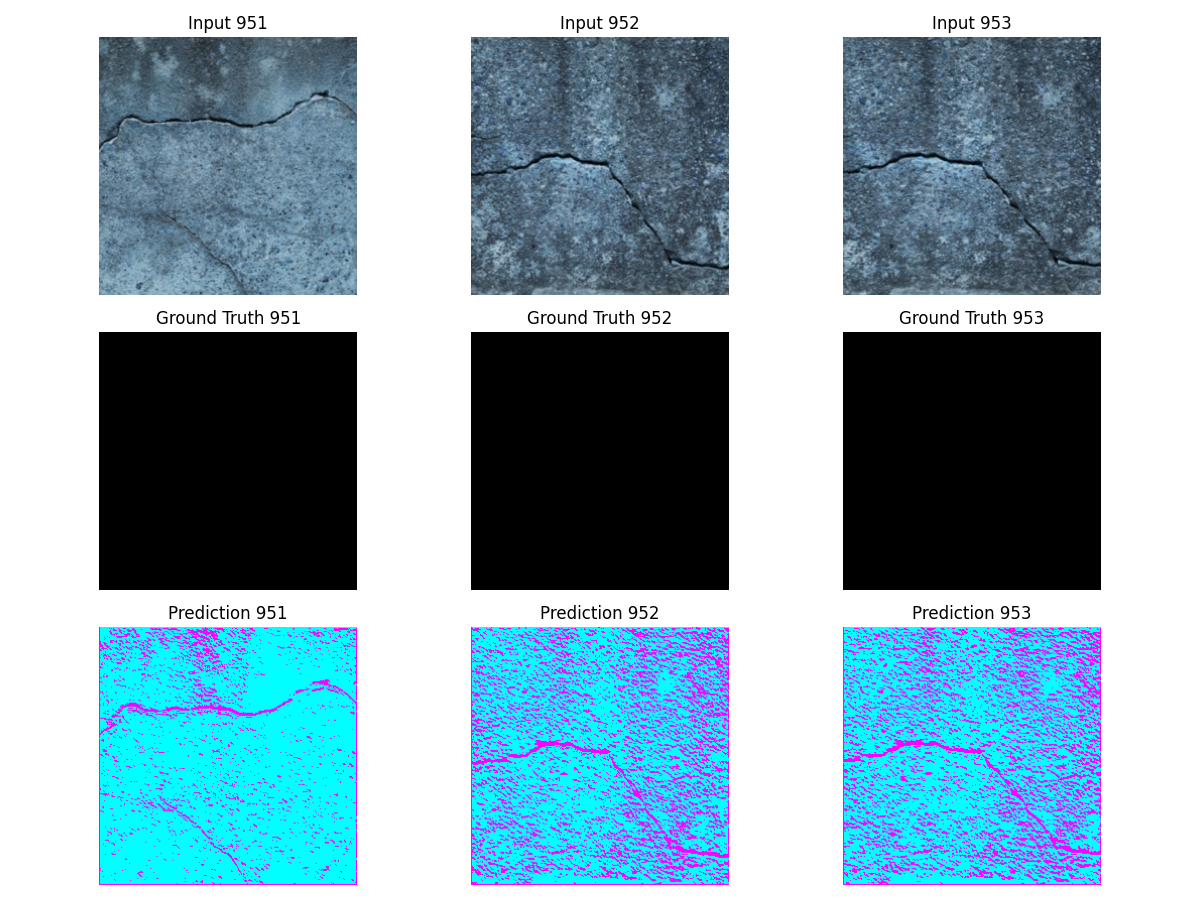 Input 951
Input 952
Input 953
Ground Truth 951
Ground Truth 952
Ground Truth 953
Prediction 951
Prediction 952
Prediction 953